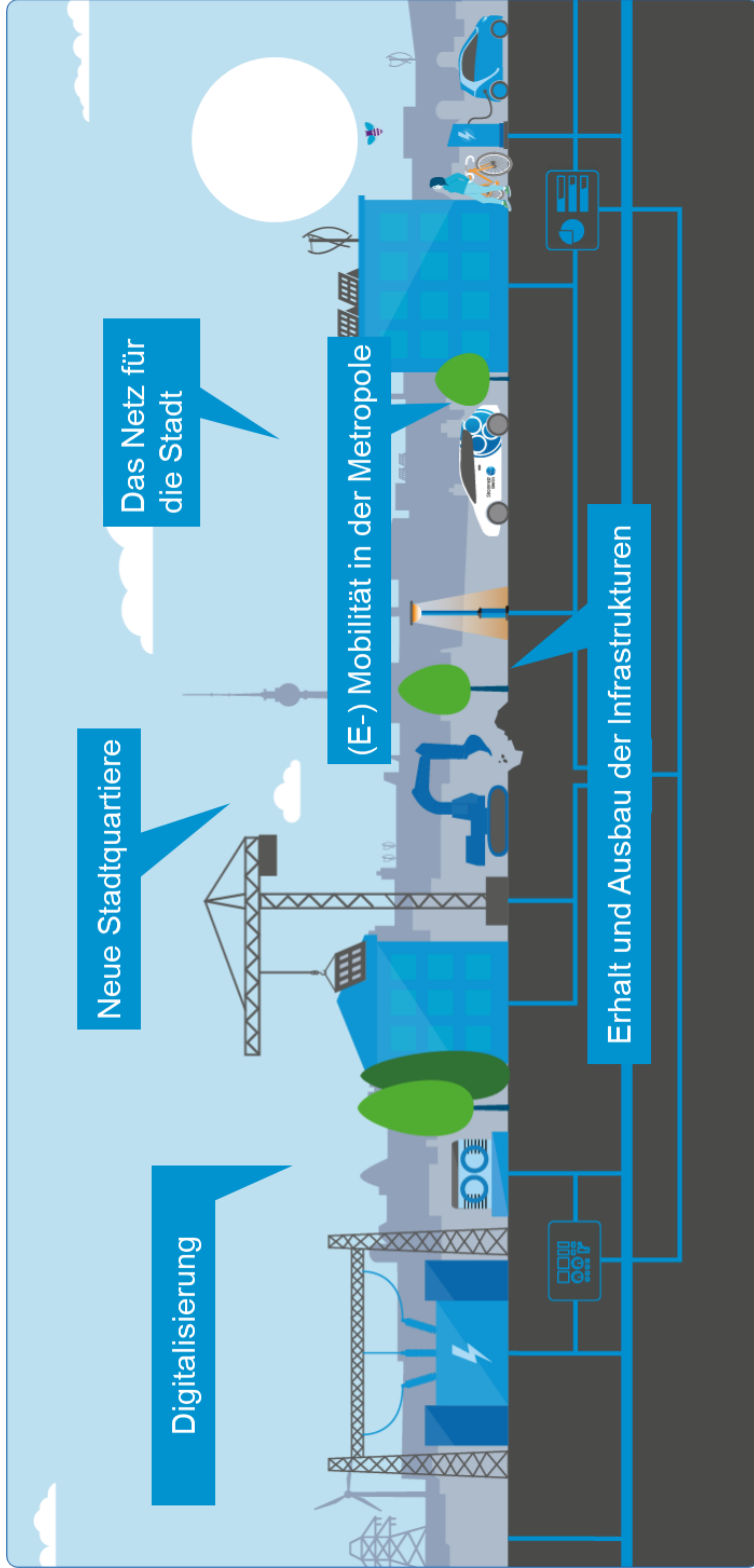 Digitalisierung
Neue Stadtquartiere
Das Netz für
die Stadt
(E-) Mobilität in der Metropole
Erhalt und Ausbau der Infrastrukturen